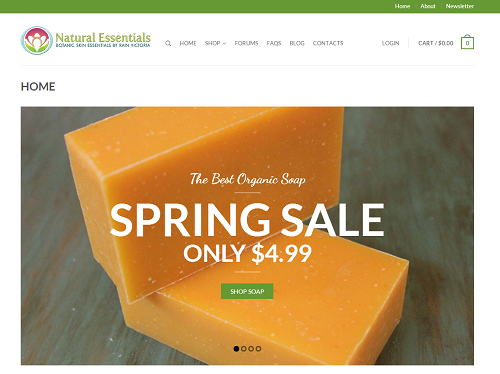 Home About Newsletter
Natural Essentials
BOTANIC SKIN ESSENTIALS BY RAIN VICTORIA
HOME SHOP FORUMS FAQS BLOG CONTACTS LOGIN CART / $0.00 0
HOME
The Best Organic Soap
SPRING SALE
ONLY $4.99
SHOP SOAP